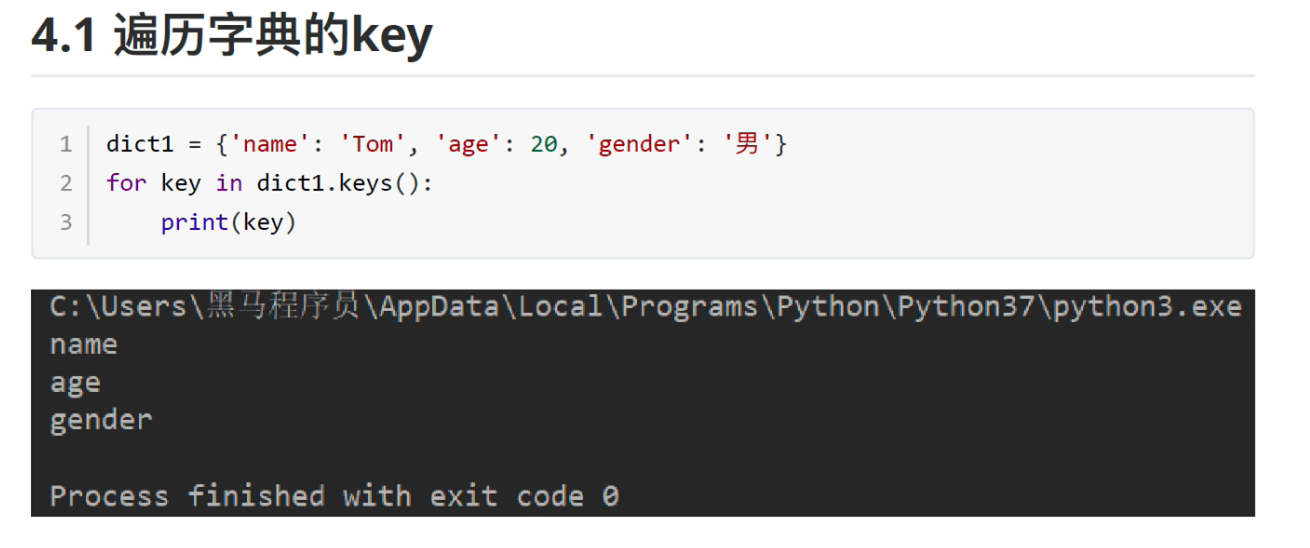 4.1 遍历字典的key
1 dict1 = {'name': 'Tom', 'age': 20, 'gender': '男'}
2 for key in dict1.keys():
3     print(key)
C:\Users\黑马程序员\AppData\Local\Programs\Python\Python37\python3.exe
name
age
gender
Process finished with exit code 0